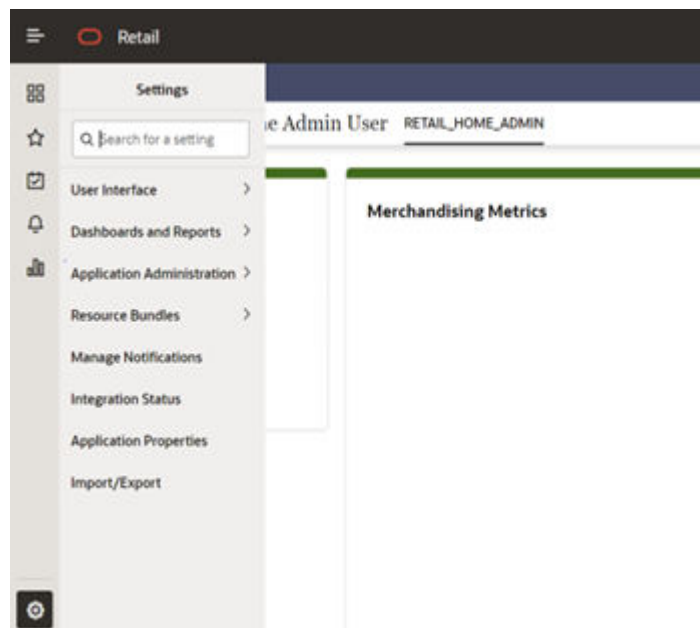 Retail
Settings
Search for a setting
e Admin User RETAIL_HOME_ADMIN
User Interface
Dashboards and Reports
Application Administration
Resource Bundles
Manage Notifications
Integration Status
Application Properties
Import/Export
Merchandising Metrics